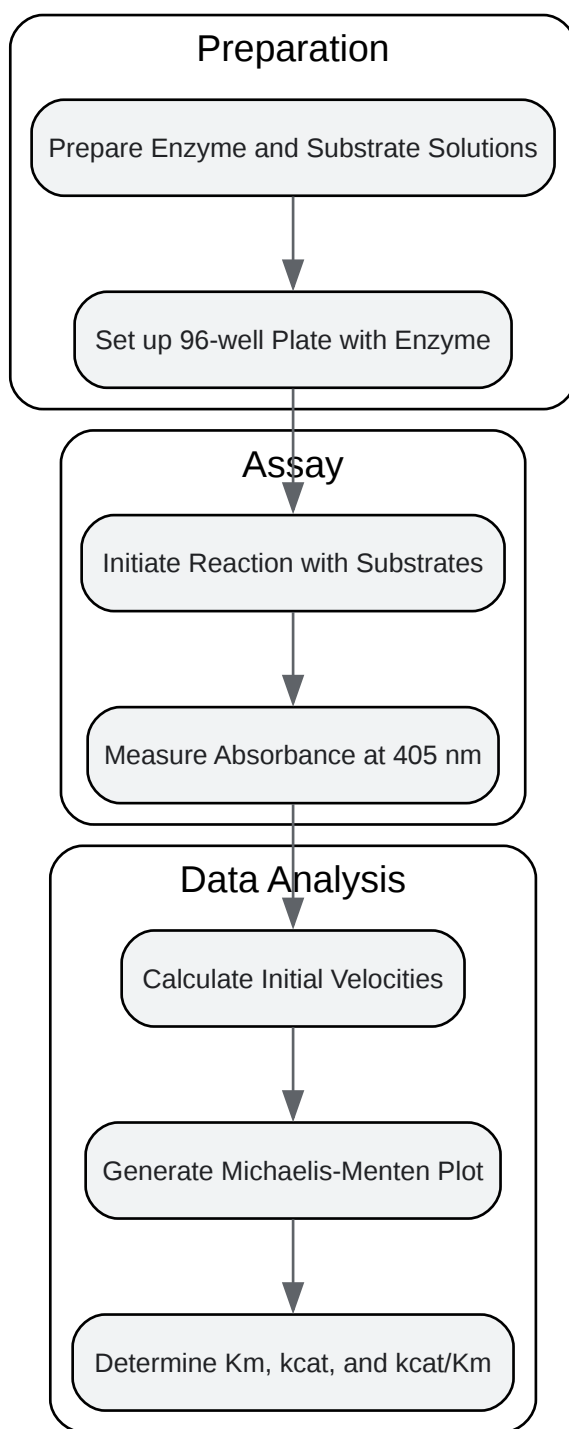 Preparation
Prepare Enzyme and Substrate Solutions
Set up 96-well Plate with Enzyme
Assay
Initiate Reaction with Substrates
Measure Absorbance at 405 nm
Data Analysis
Calculate Initial Velocities
Generate Michaelis-Menten Plot
Determine Km, kcat, and kcat/Km